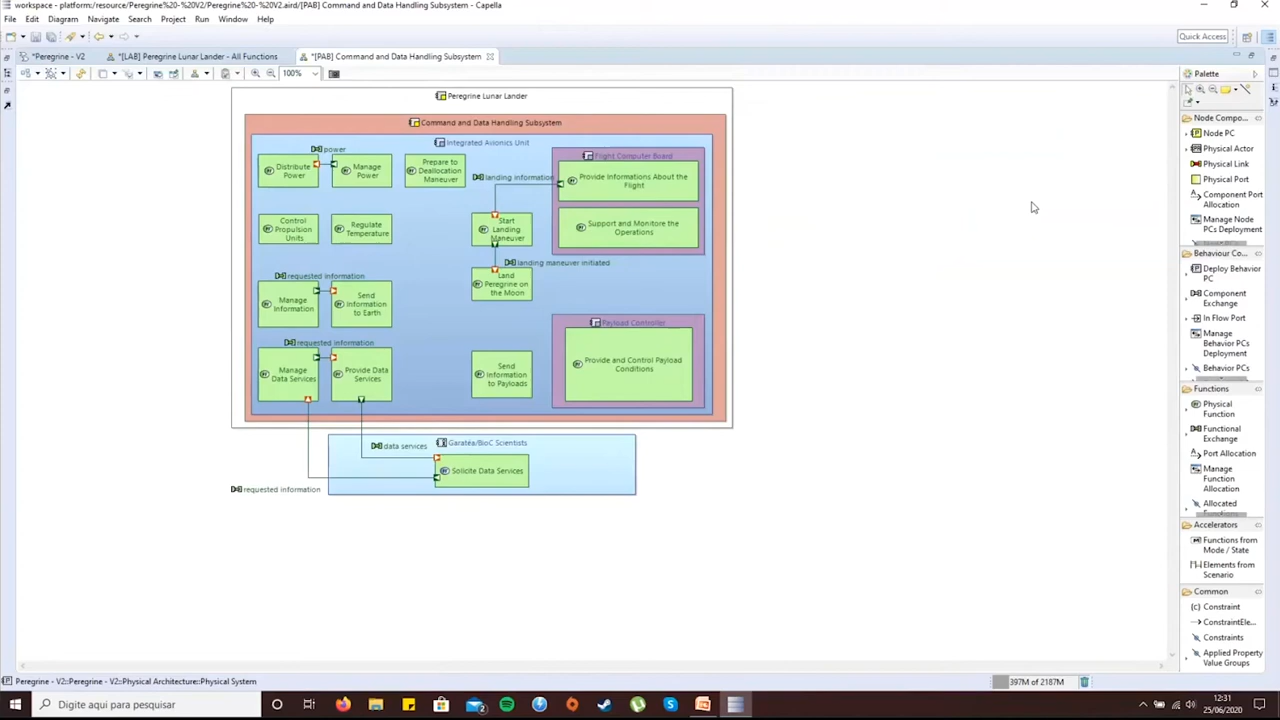 workspace - platform:/resource/Peregrine%20-%20V2/Peregrine%20-%20V2.aird/[PAB] Command and Data Handling Subsystem - Capella
File Edit Diagram Navigate Search Project Run Window Help
Quick Access
*Peregrine - V2
*[LAB] Peregrine Lunar Lander - All Functions
*[PAB] Command and Data Handling Subsystem
100%
Peregrine Lunar Lander
Command and Data Handling Subsystem
Integrated Avionics Unit
power
Distribute
Power
Manage
Power
Prepare to
Deallocation
Maneuver
landing information
Flight Computer Board
Provide Informations About the
Flight
Control
Propulsion
Units
Regulate
Temperature
Start
Landing
Maneuver
Support and Monitore the
Operations
landing maneuver initiated
requested information
Manage
Information
Send
Information
to Earth
Land
Peregrine on
the Moon
Payload Controller
requested information
Manage
Data Services
Provide Data
Services
Send
Information
to Payloads
Provide and Control Payload
Conditions
data services
Garatéa/BioC Scientists
Solicite Data Services
requested information
Palette
Node Compo...
Node PC
Physical Actor
Physical Link
Physical Port
Component Port
Allocation
Manage Node
PCs Deployment
Behaviour Co...
Deploy Behavior
PC
Component
Exchange
In Flow Port
Manage
Behavior PCs
Deployment
Behavior PCs
Functions
Physical
Function
Functional
Exchange
Port Allocation
Manage
Function
Allocation
Allocated
Accelerators
Functions from
Mode / State
Elements from
Scenario
Common
Constraint
ConstraintEle...
Constraints
Applied Property
Value Groups
Peregrine - V2::Peregrine - V2::Physical Architecture::Physical System
397M of 2187M
Digite aqui para pesquisar
12:31
25/06/2020